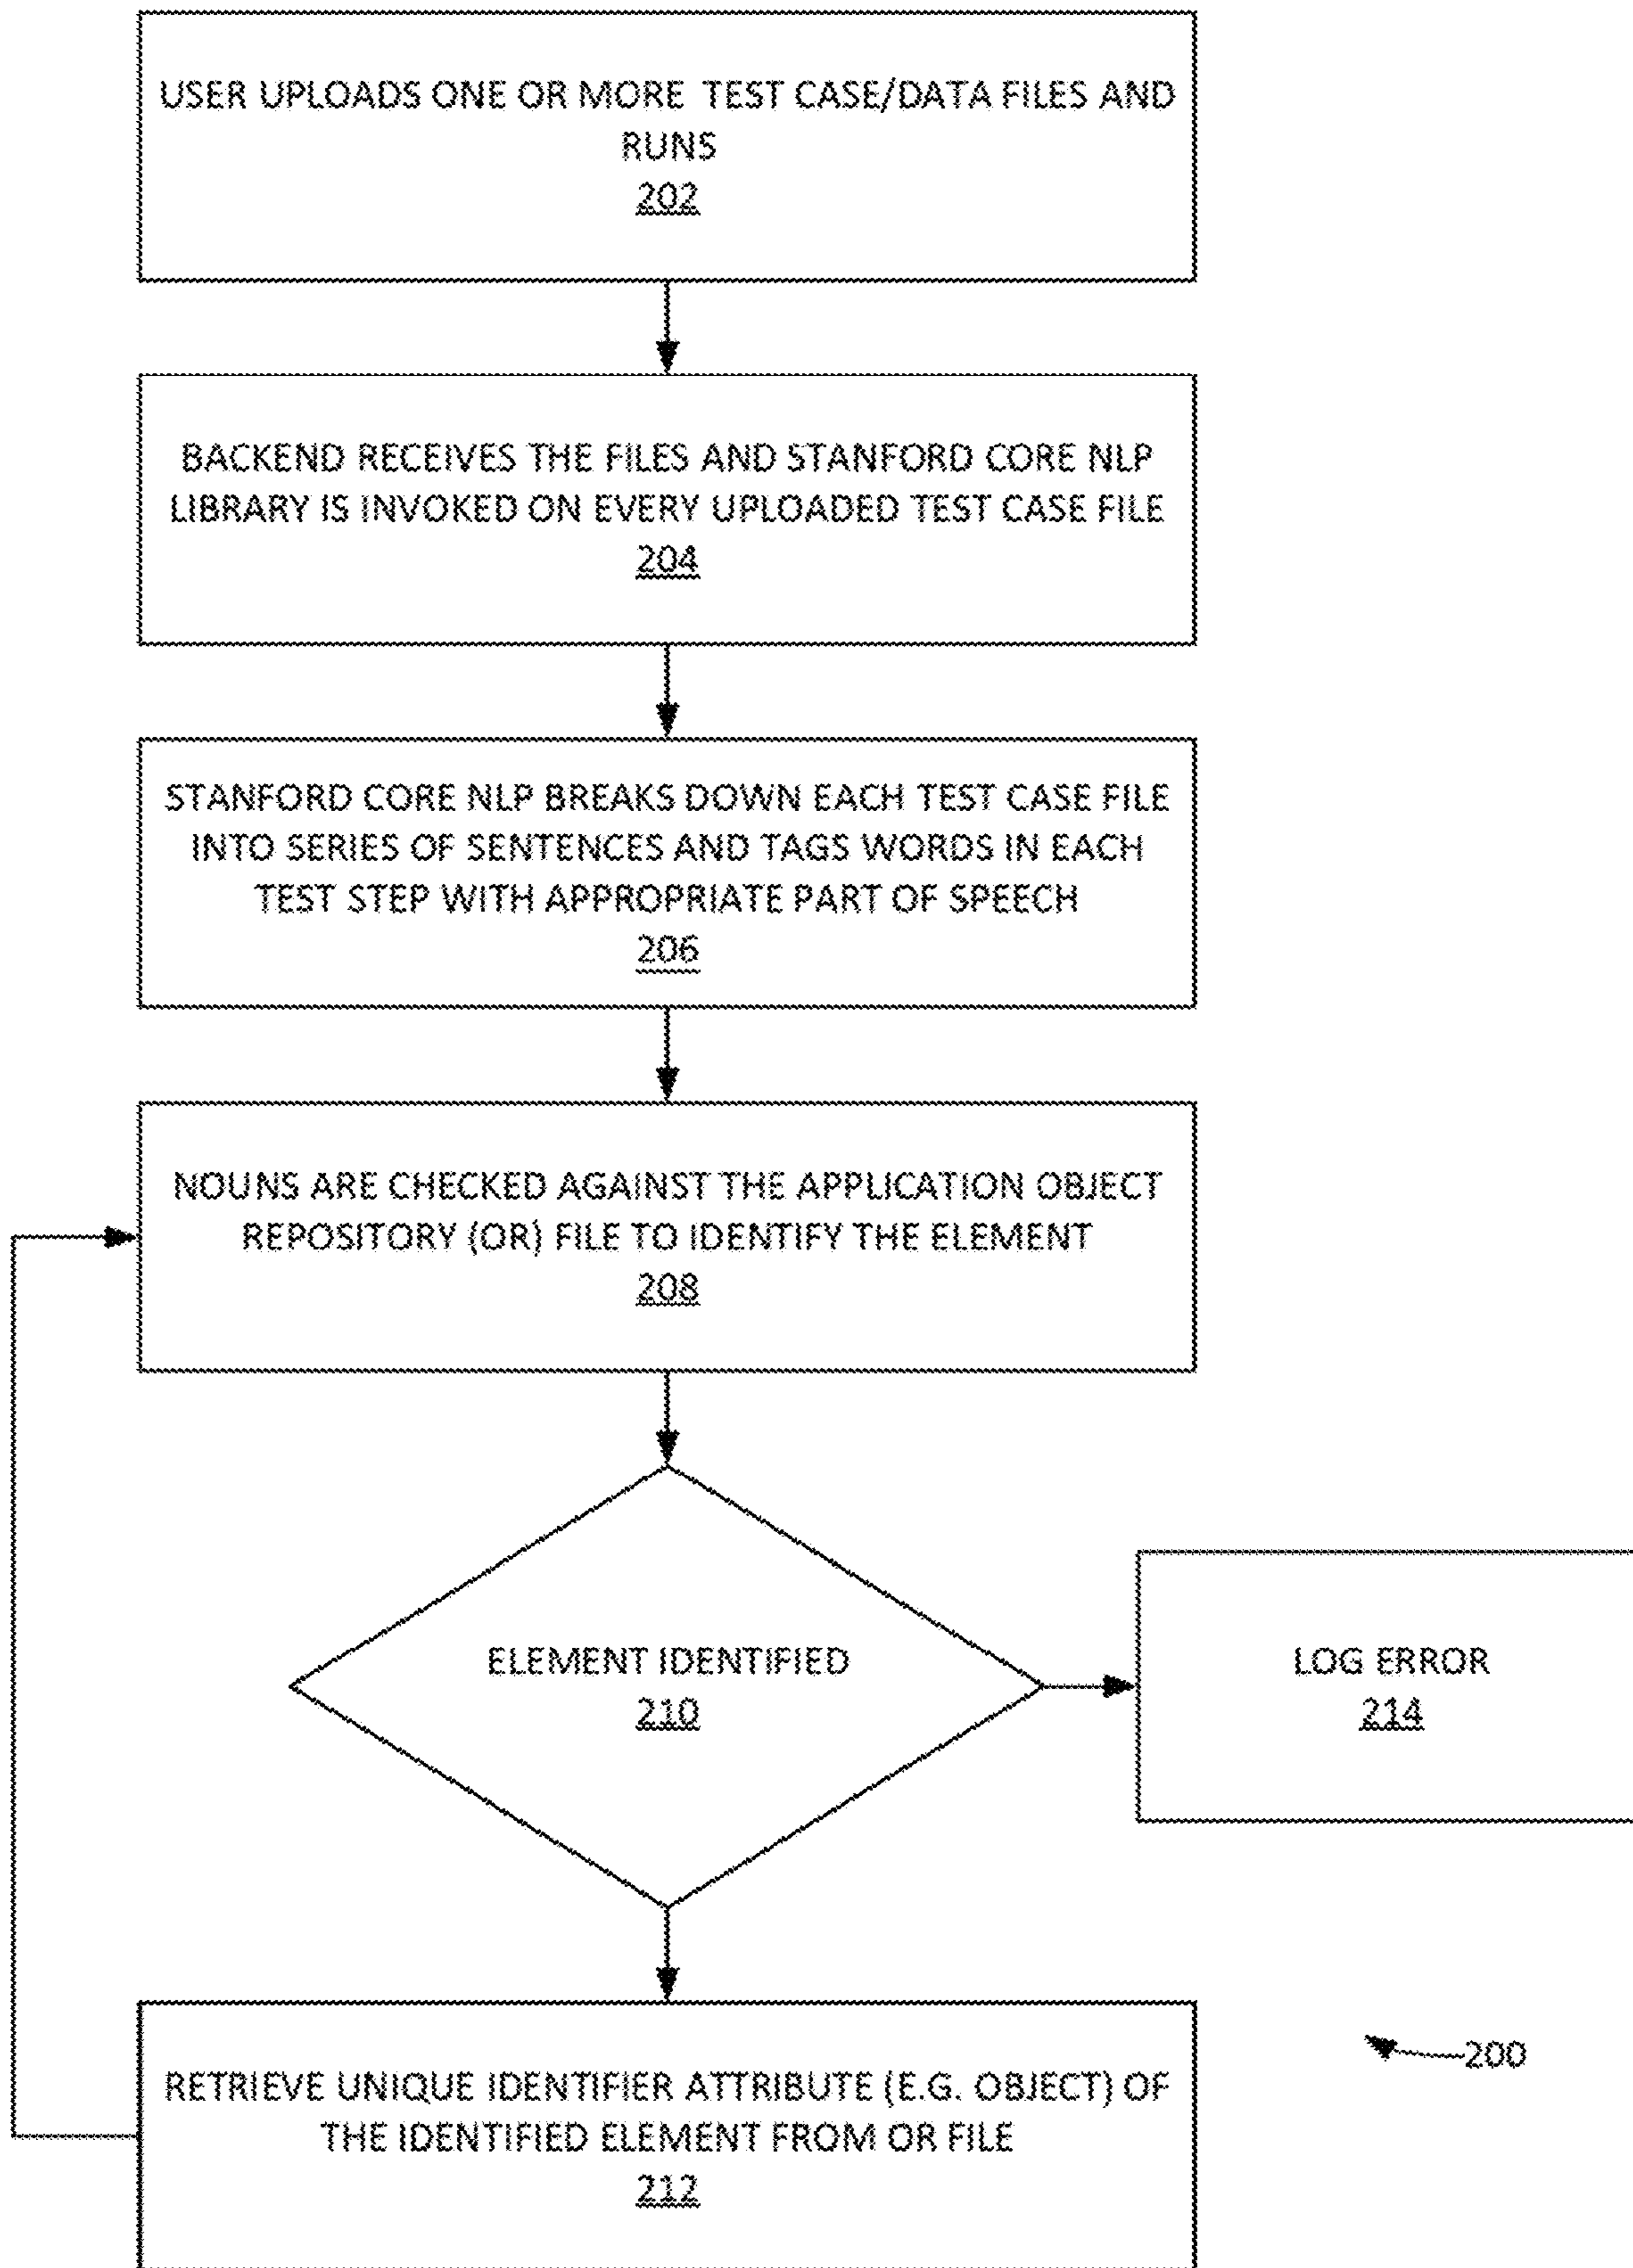 USER UPLOADS ONE OR MORE TEST CASE/DATA FILES AND
RUNS
202
BACKEND RECEIVES THE FILES AND STANFORD CORE NLP
LIBRARY IS INVOKED ON EVERY UPLOADED TEST CASE FILE
204
STANFORD CORE NLP BREAKS DOWN EACH TEST CASE FILE
INTO SERIES OF SENTENCES AND TAGS WORDS IN EACH
TEST STEP WITH APPROPRIATE PART OF SPEECH
206
NOUNS ARE CHECKED AGAINST THE APPLICATION OBJECT
REPOSITORY (OR) FILE TO IDENTIFY THE ELEMENT
208
ELEMENT IDENTIFIED
210
LOG ERROR
214
RETRIEVE UNIQUE IDENTIFIER ATTRIBUTE (E.G. OBJECT) OF
THE IDENTIFIED ELEMENT FROM OR FILE
212
200